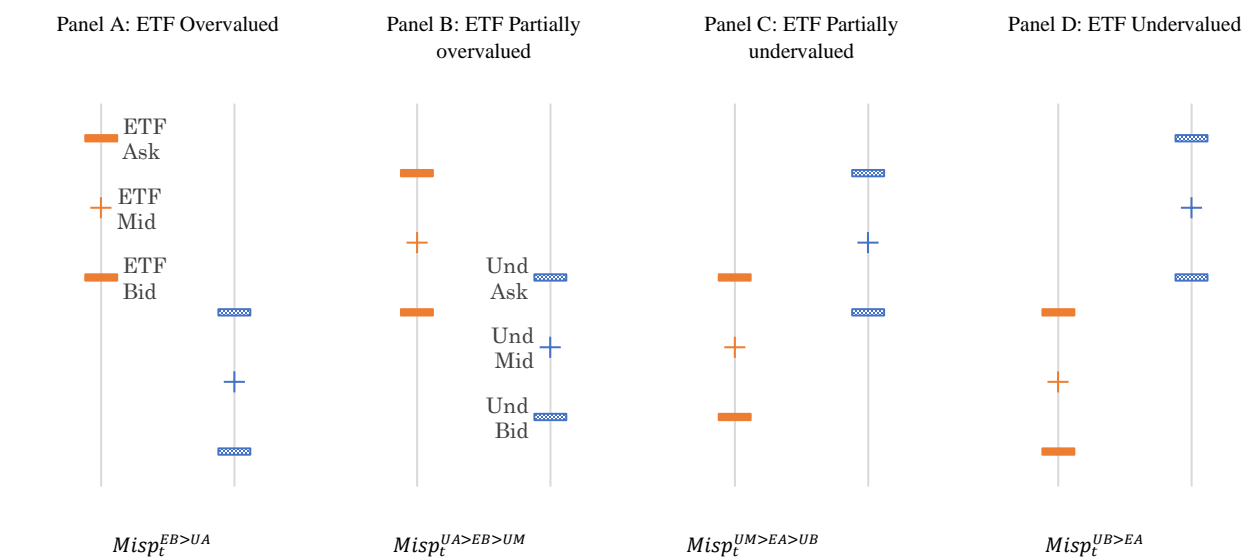 Panel A: ETF Overvalued
Panel B: ETF Partially
overvalued
Panel C: ETF Partially
undervalued
Panel D: ETF Undervalued
ETF
Ask
ETF
Mid
ETF
Bid
Und
Ask
Und
Mid
Und
Bid
Misp_t^{EB>UA}
Misp_t^{UA>EB>UM}
Misp_t^{UM>EA>UB}
Misp_t^{UB>EA}